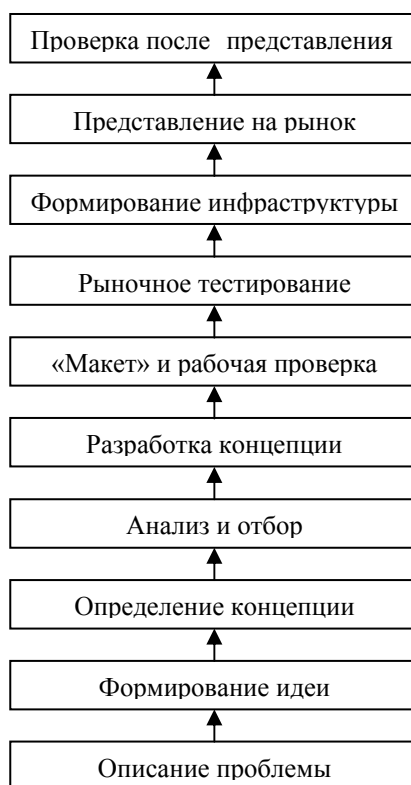 Проверка после представления
Представление на рынок
Формирование инфраструктуры
Рыночное тестирование
«Макет» и рабочая проверка
Разработка концепции
Анализ и отбор
Определение концепции
Формирование идеи
Описание проблемы